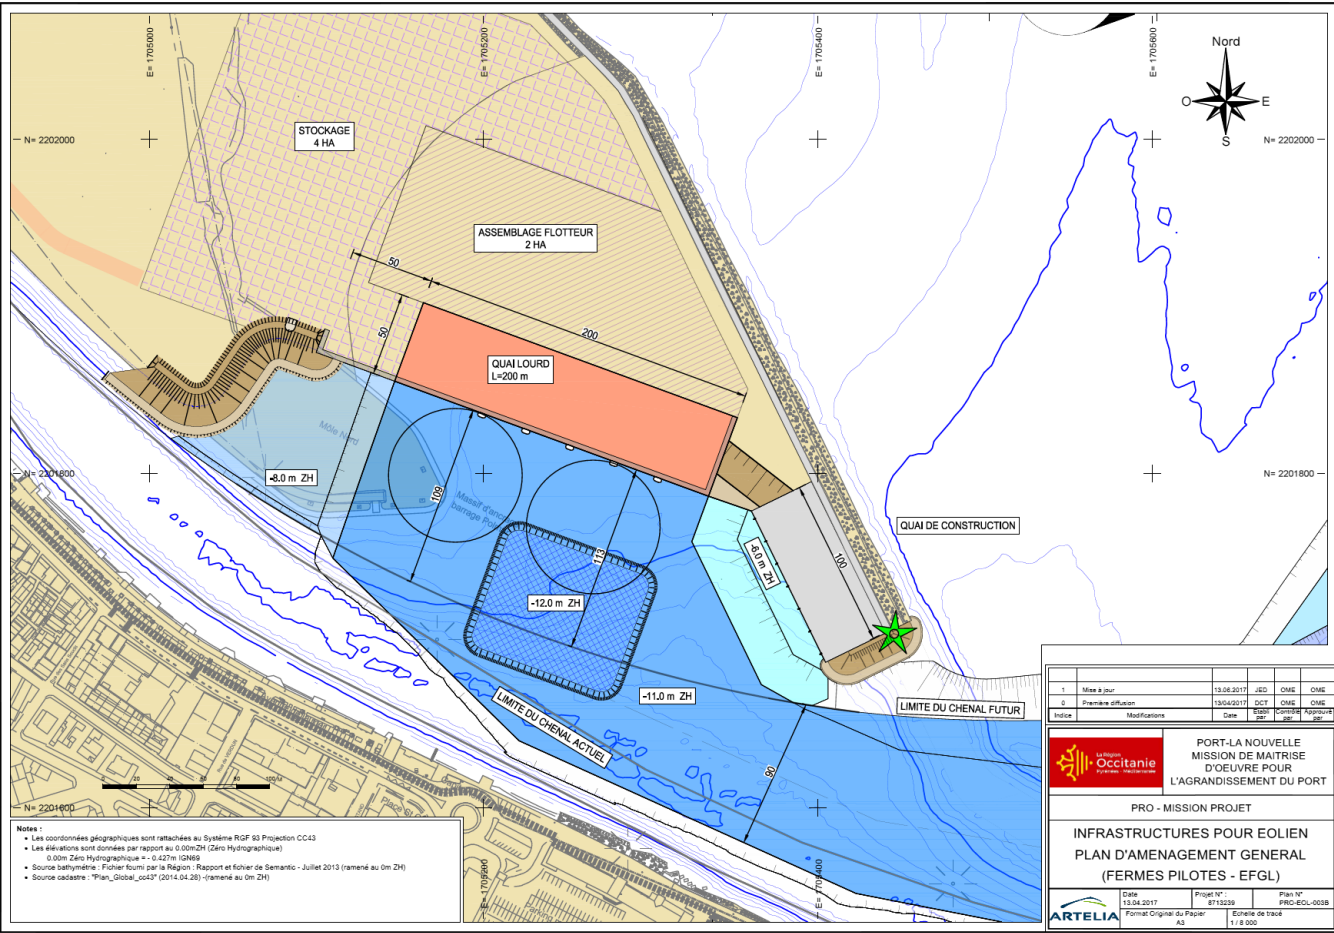 E= 1705000
E= 1705200
E= 1705400
E= 1705600
Nord
O
E
S
N= 2202000
N= 2202000
STOCKAGE
4 HA
ASSEMBLAGE FLOTTEUR
2 HA
50
200
50
QUAI LOURD
L=200 m
Môle Nord
N= 2201800
N= 2201800
-8.0 m ZH
109
113
-12.0 m ZH
-6.0 m ZH
100
QUAI DE CONSTRUCTION
-11.0 m ZH
LIMITE DU CHENAL ACTUEL
LIMITE DU CHENAL FUTUR
90
N= 2201600
0 20 40 60 80 100 M
E= 1705200
E= 1705400
Notes :
• Les coordonnées géographiques sont rattachées au Système RGF 93 Projection CC43
• Les élévations sont données par rapport au 0.00mZH (Zéro Hydrographique)
0.00m Zéro Hydrographique = - 0.427m IGN69
• Source bathymétrie : Fichier fourni par la Région : Rapport et fichier de Semantic - Juillet 2013 (ramené au 0m ZH)
• Source cadastre : "Plan_Global_cc43" (2014.04.28) -(ramené au 0m ZH)
1 Mise à jour 13.06.2017 JED OME OME
0 Première diffusion 13/04/2017 DCT OME OME
Indice Modifications Date Etabli par Contrôlé par Approuvé par
La Région
Occitanie
Pyrénées - Méditerranée
PORT-LA NOUVELLE
MISSION DE MAITRISE
D'OEUVRE POUR
L'AGRANDISSEMENT DU PORT
PRO - MISSION PROJET
INFRASTRUCTURES POUR EOLIEN
PLAN D'AMENAGEMENT GENERAL
(FERMES PILOTES - EFGL)
ARTELIA
Date
13.04.2017
Projet N° :
8713239
Plan N°
PRO-EOL-003B
Format Original du Papier
A3
Echelle de tracé
1 / 8 000